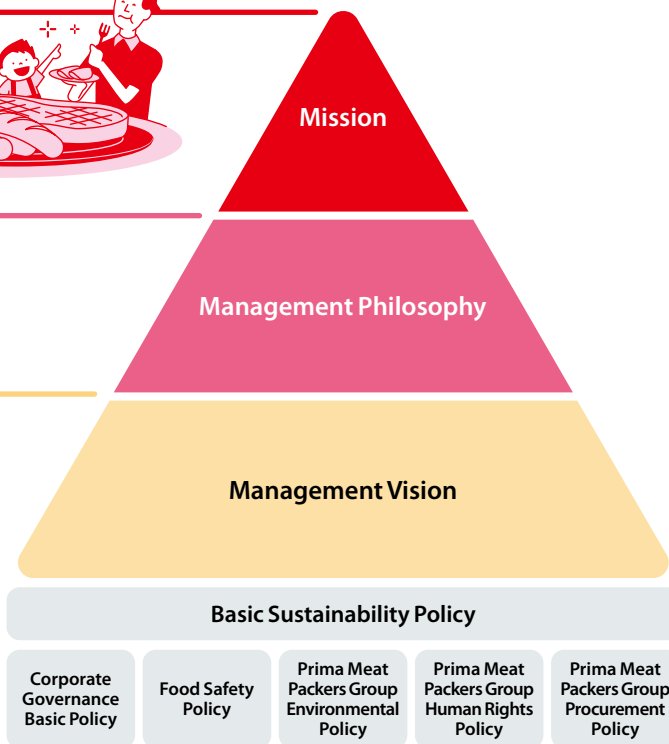 Mission
Management Philosophy
Management Vision
Basic Sustainability Policy
Corporate
Governance
Basic Policy
Food Safety
Policy
Prima Meat
Packers Group
Environmental
Policy
Prima Meat
Packers Group
Human Rights
Policy
Prima Meat
Packers Group
Procurement
Policy